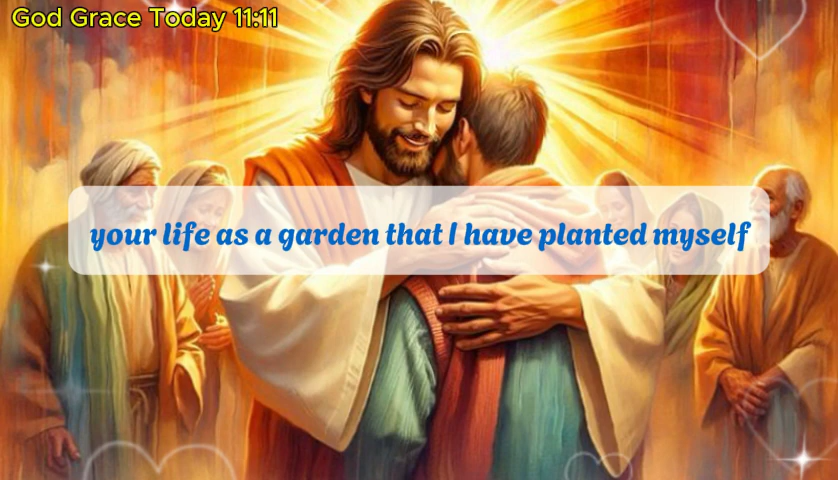 God Grace Today 11:11
your life as a garden that I have planted myself